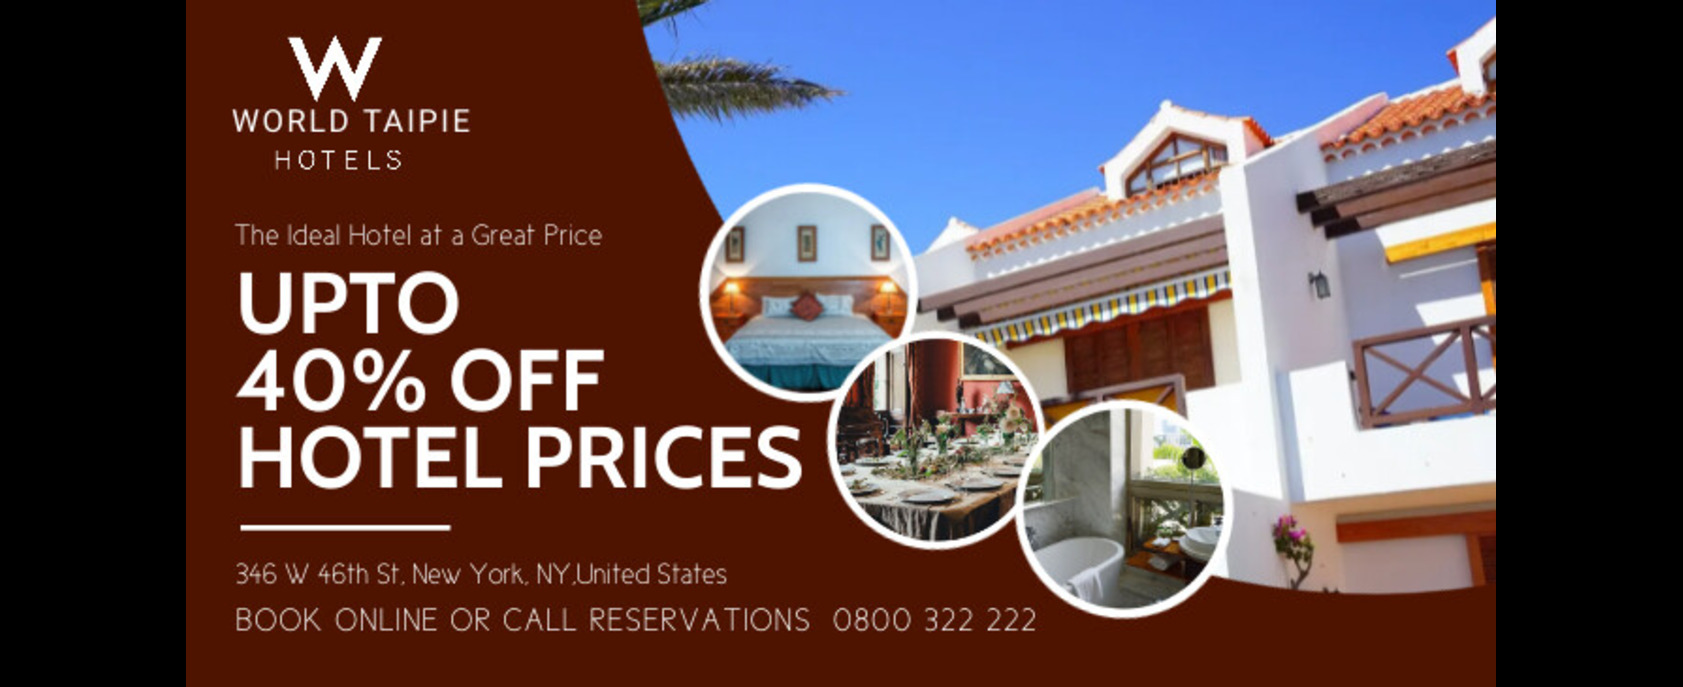 W
WORLD TAIPIE
HOTELS
The Ideal Hotel at a Great Price
UPTO
40% OFF
HOTEL PRICES
346 W 46th St, New York, NY,United States
BOOK ONLINE OR CALL RESERVATIONS 0800 322 222